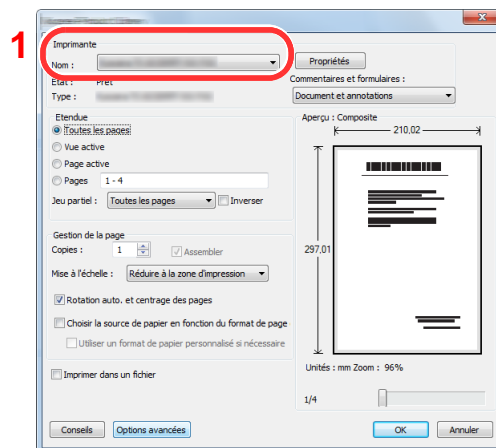 1
Imprimante
Nom :
Propriétés
Etat : Prêt
Commentaires et formulaires :
Type :
Document et annotations
Etendue
Toutes les pages
Vue active
Page active
Pages 1 - 4
Jeu partiel : Toutes les pages Inverser
Aperçu : Composite
210,02
297,01
Gestion de la page
Copies : 1 Assembler
Mise à l'échelle : Réduire à la zone d'impression
Rotation auto. et centrage des pages
Choisir la source de papier en fonction du format de page
Utiliser un format de papier personnalisé si nécessaire
Imprimer dans un fichier
Unités : mm Zoom : 96%
1/4
Conseils Options avancées OK Annuler